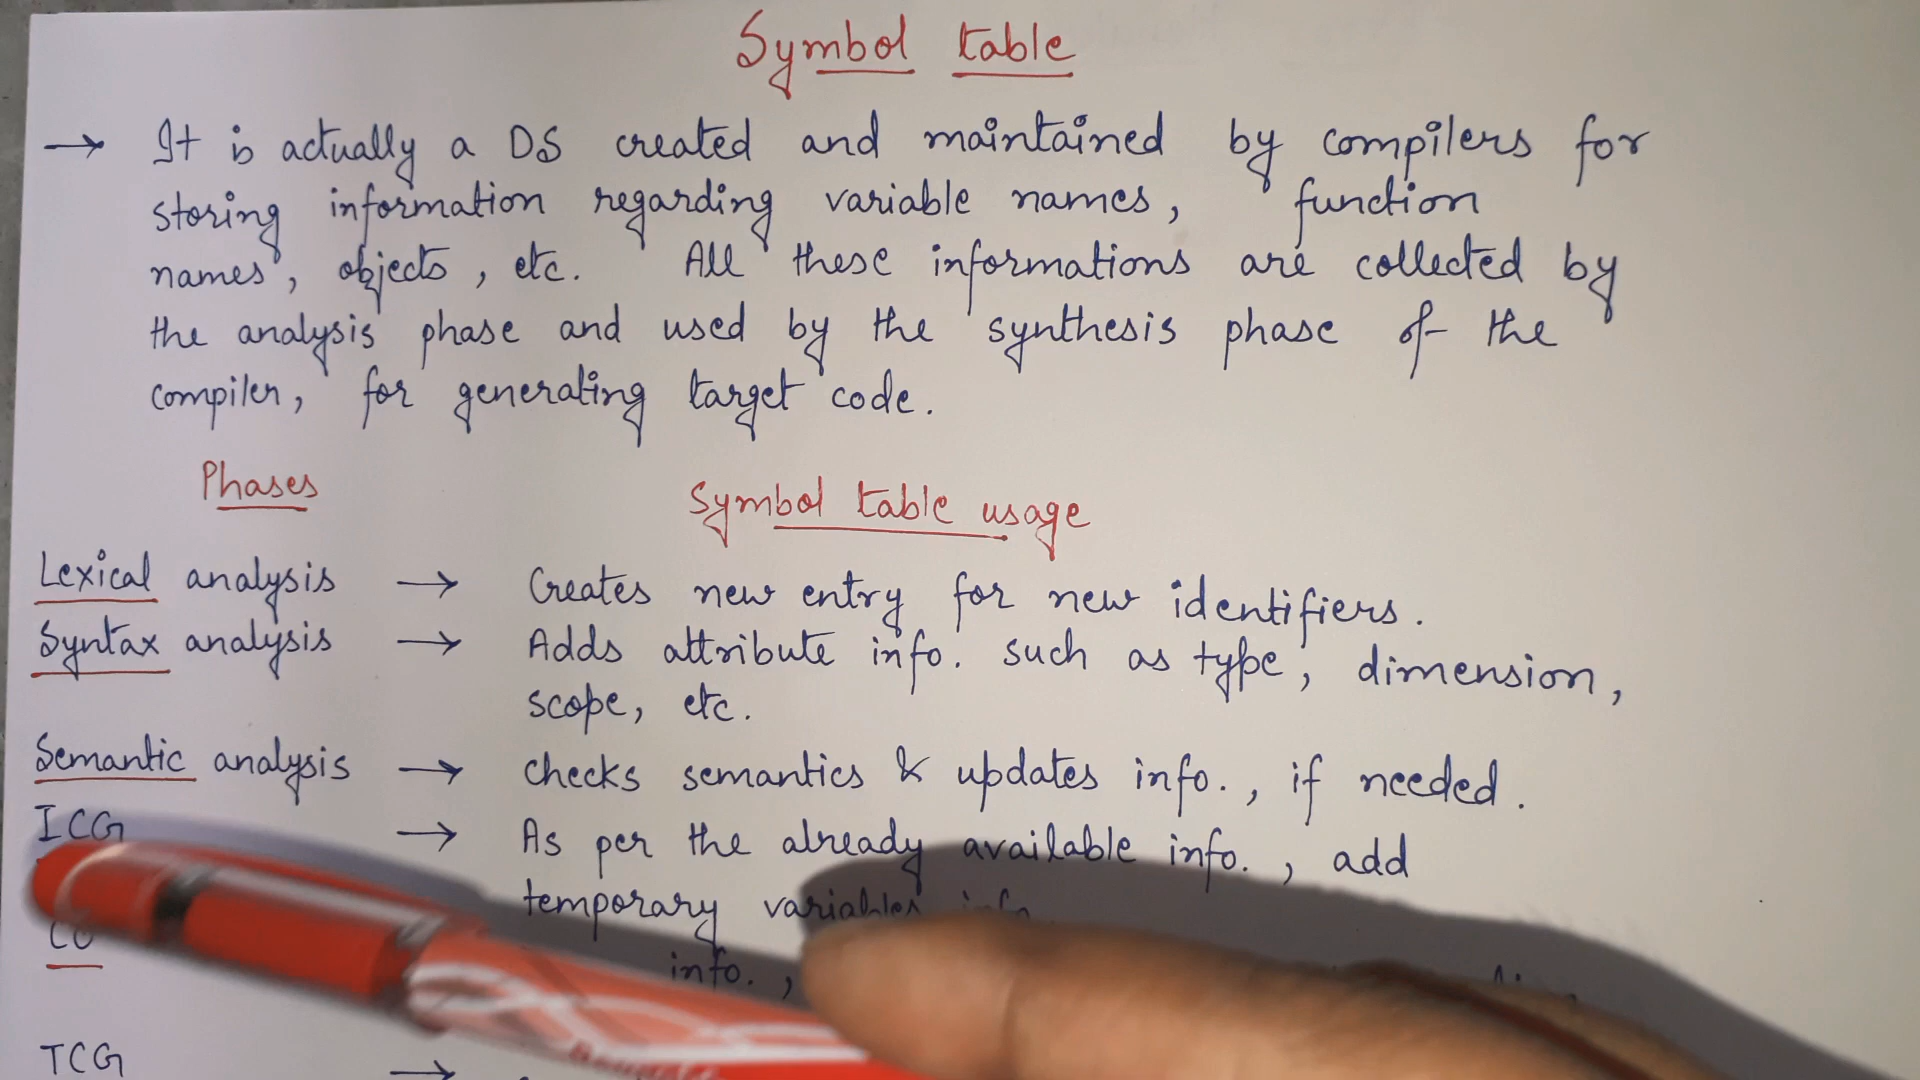 Symbol table
→ It is actually a DS created and maintained by compilers for
storing information regarding variable names, function
names, objects, etc. All these informations are collected by
the analysis phase and used by the synthesis phase of the
compiler, for generating target code.
Phases Symbol table usage
Lexical analysis → Creates new entry for new identifiers.
Syntax analysis → Adds attribute info. such as type, dimension,
scope, etc.
Semantic analysis → checks semantics & updates info., if needed.
ICG → As per the already available info., add
temporary variables info
CO info.,
TCG →